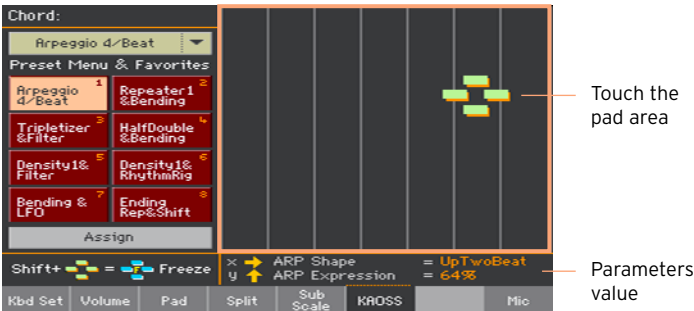 Chord:
Arpeggio 4/Beat
Preset Menu & Favorites
Arpeggio 4/Beat 1
Repeater1 &Bending 2
Tripletizer &Filter 3
HalfDouble &Bending 4
Density1& Filter 5
Density1& RhythmRig 6
Bending & LFO 7
Ending Rep&Shift 8
Assign
Shift+ = F Freeze
x ARP Shape = UpTwoBeat
y ARP Expression = 64%
Kbd Set Volume Pad Split Sub Scale KAOSS Mic
Touch the
pad area
Parameters
value